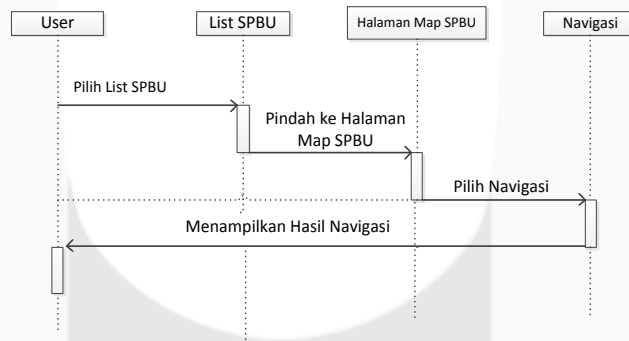 User
List SPBU
Halaman Map SPBU
Navigasi
Pilih List SPBU
Pindah ke Halaman
Map SPBU
Pilih Navigasi
Menampilkan Hasil Navigasi